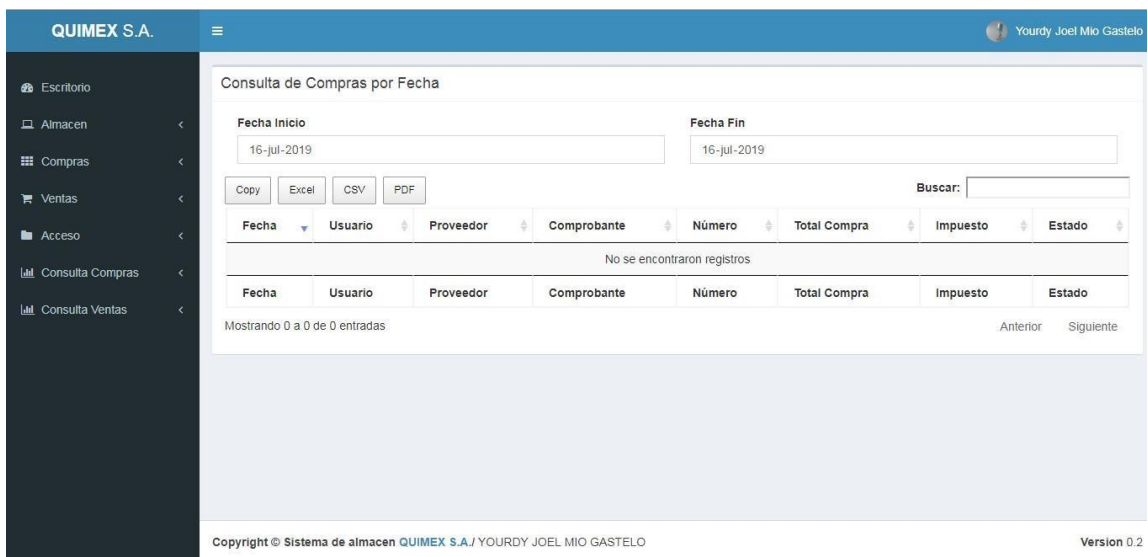 QUIMEX S.A.
Yourdy Joel Mio Gastelo
Escritorio
Almacen
Compras
Ventas
Acceso
Consulta Compras
Consulta Ventas
Consulta de Compras por Fecha
Fecha Inicio Fecha Fin
16-jul-2019 16-jul-2019
Copy Excel CSV PDF Buscar:
Fecha Usuario Proveedor Comprobante Número Total Compra Impuesto Estado
No se encontraron registros
Fecha Usuario Proveedor Comprobante Número Total Compra Impuesto Estado
Mostrando 0 a 0 de 0 entradas Anterior Siguiente
Copyright © Sistema de almacen QUIMEX S.A./ YOURDY JOEL MIO GASTELO Version 0.2